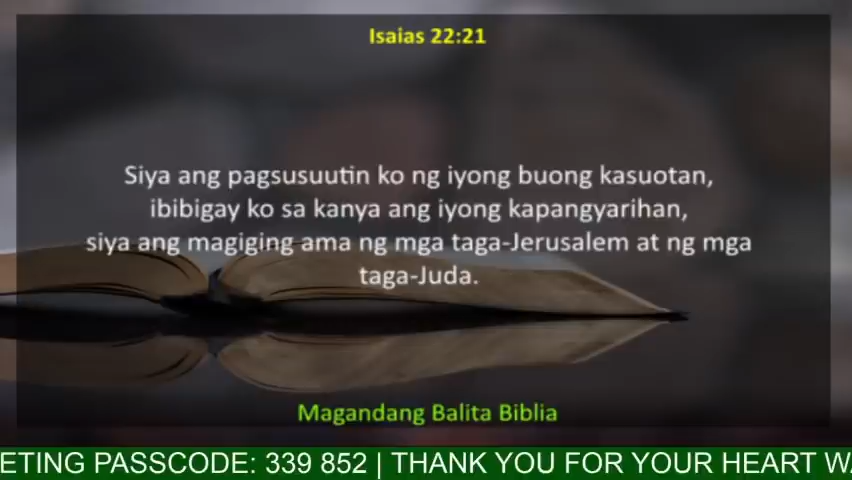 Isaias 22:21
Siya ang pagsusuutin ko ng iyong buong kasuotan,
ibibigay ko sa kanya ang iyong kapangyarihan,
siya ang magiging ama ng mga taga-Jerusalem at ng mga
taga-Juda.
Magandang Balita Biblia
PASSCODE: 339 852 | THANK YOU FOR YOUR HEART